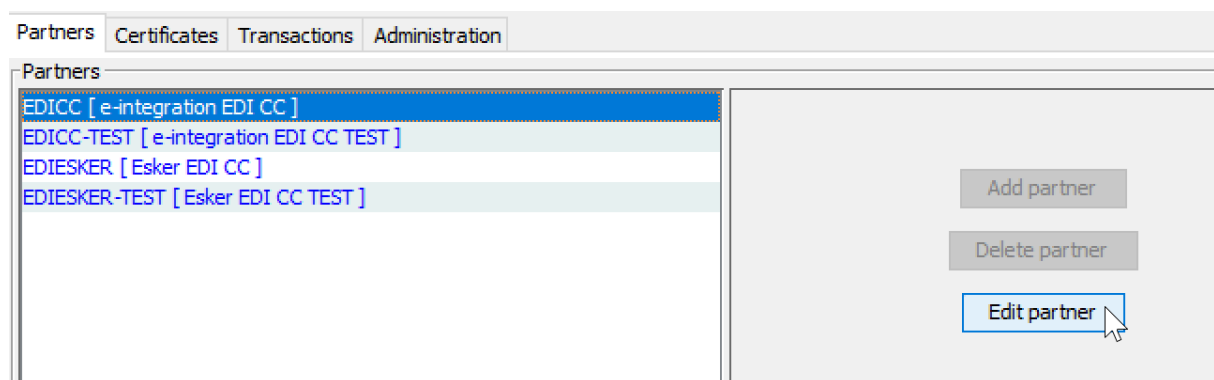 Partners Certificates Transactions Administration
Partners
EDICC [ e-integration EDI CC ]
EDICC-TEST [ e-integration EDI CC TEST ]
EDIESKER [ Esker EDI CC ]
EDIESKER-TEST [ Esker EDI CC TEST ]
Add partner
Delete partner
Edit partner